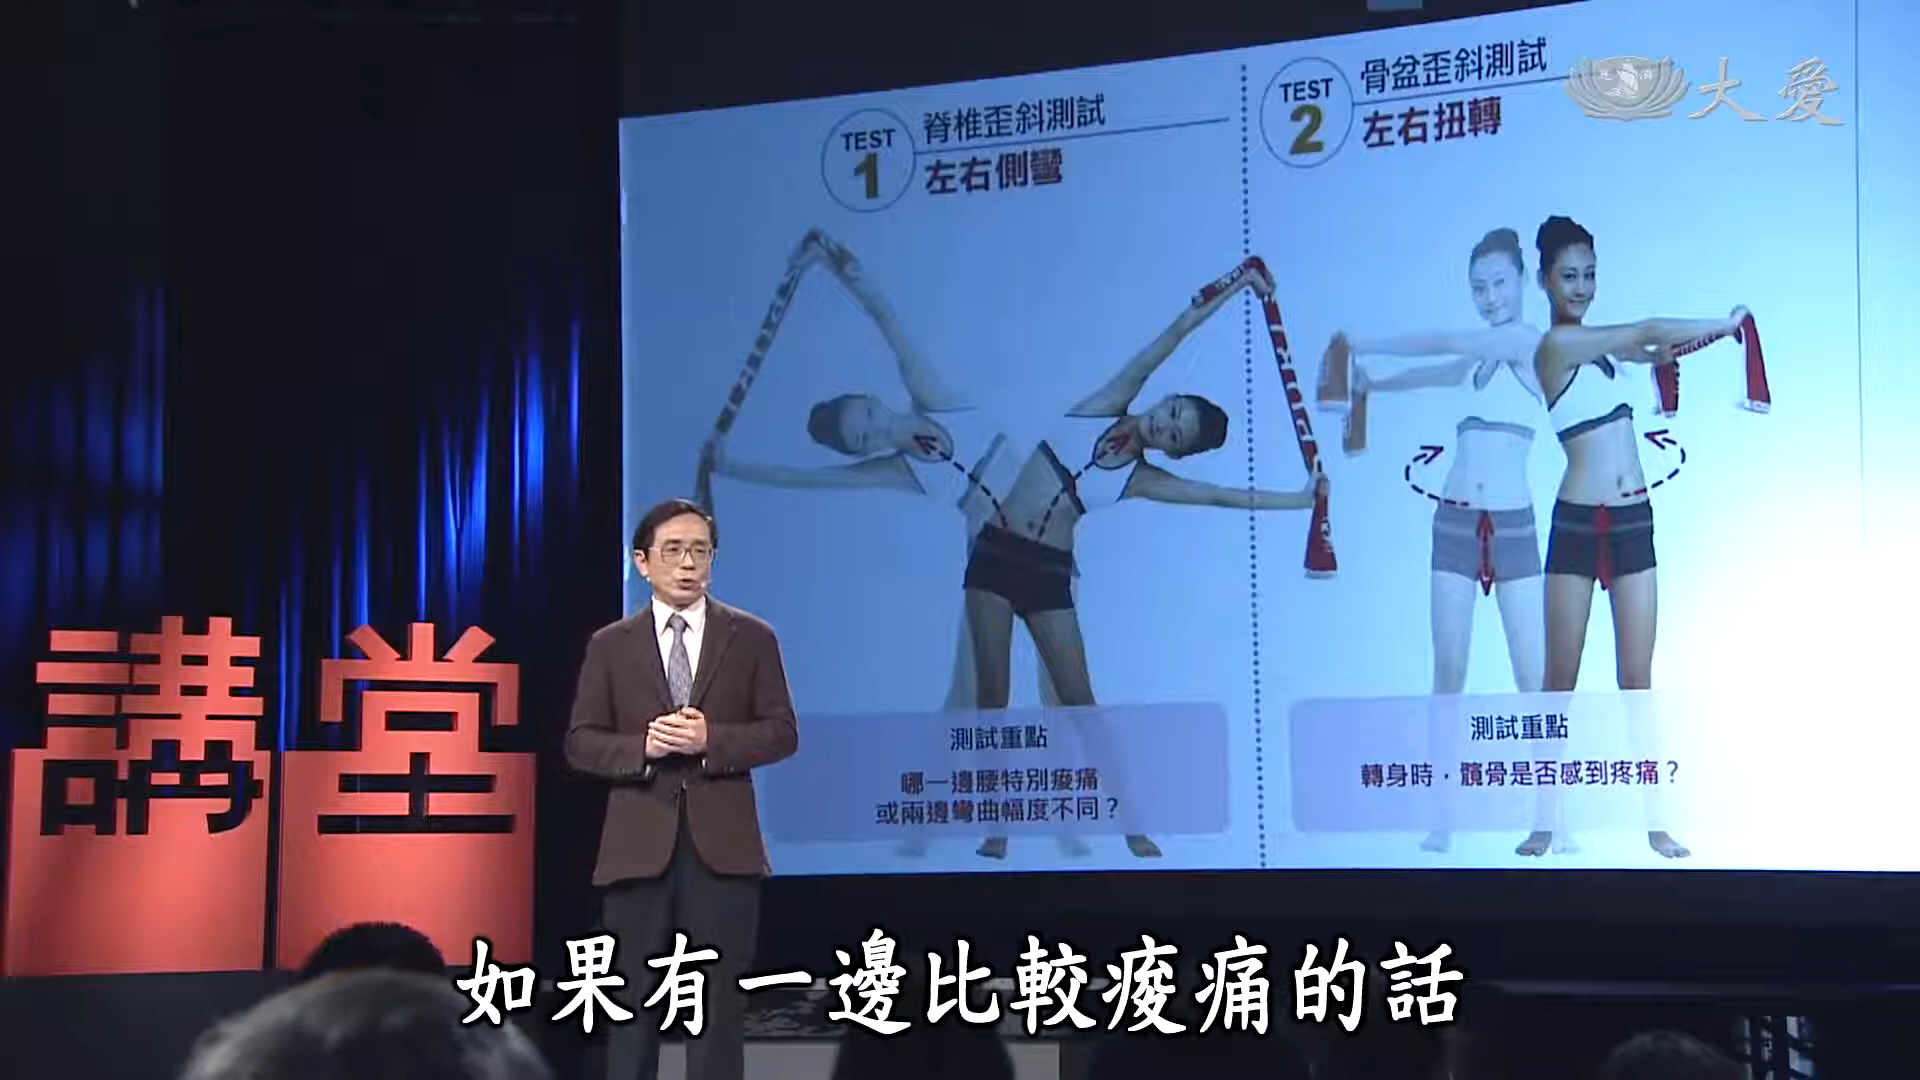 大愛
TEST
1
脊椎歪斜測試
左右側彎
TEST
2
骨盆歪斜測試
左右扭轉
測試重點
哪一邊腰特別痠痛
或兩邊彎曲幅度不同？
測試重點
轉身時，髖骨是否感到疼痛？
講堂
如果有一邊比較痠痛的話